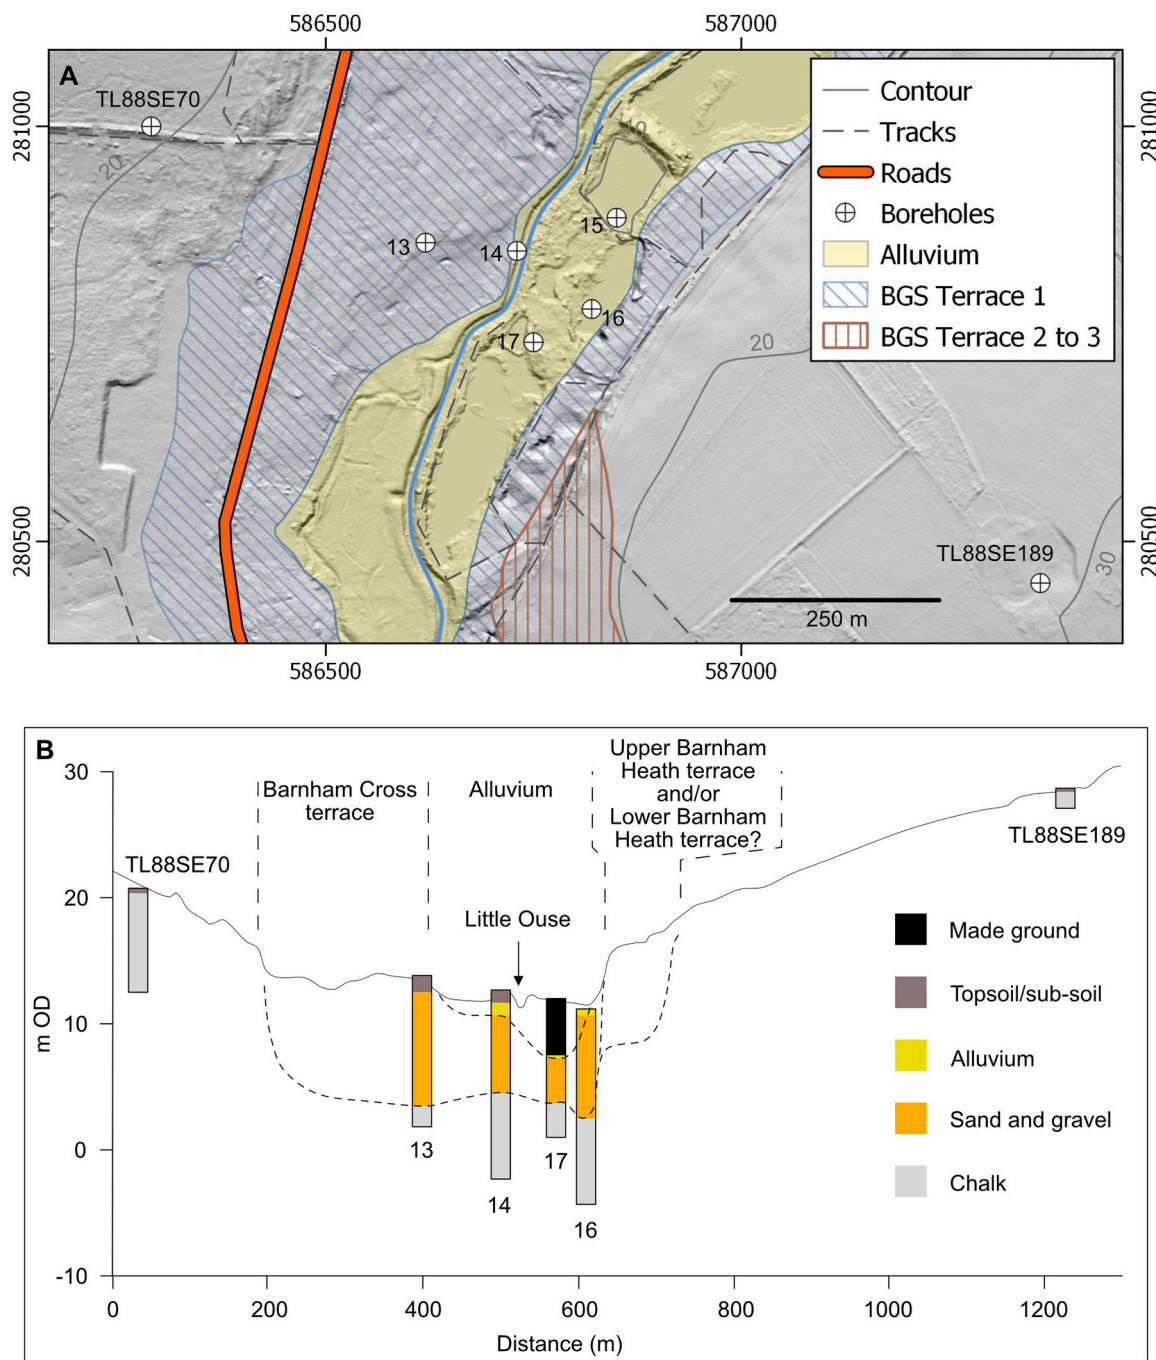 586500
587000
A
TL88SE70
281000
281000
20
10
Contour
Tracks
Roads
Boreholes
Alluvium
BGS Terrace 1
BGS Terrace 2 to 3
13
14
15
16
17
20
280500
280500
TL88SE189
30
250 m
586500
587000
B
Upper Barnham
Heath terrace
and/or
Lower Barnham
Heath terrace?
Barnham Cross
terrace
Alluvium
30
TL88SE70
TL88SE189
20
Little Ouse
Made ground
Topsoil/sub-soil
10
m OD
Alluvium
Sand and gravel
0
13
17
Chalk
14
16
-10
0
200
400
600
800
1000
1200
Distance (m)